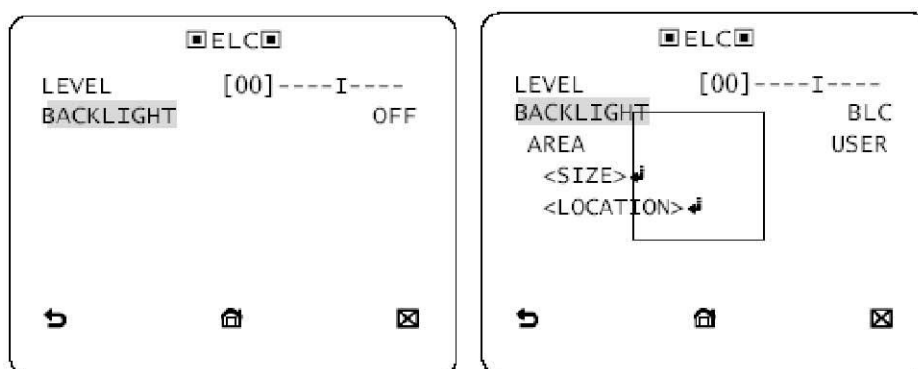 ▣ELC▣
LEVEL [00]----I----
BACKLIGHT OFF
▣ELC▣
LEVEL [00]----I----
BACKLIGHT BLC
AREA USER
<SIZE>↲
<LOCATION>↲